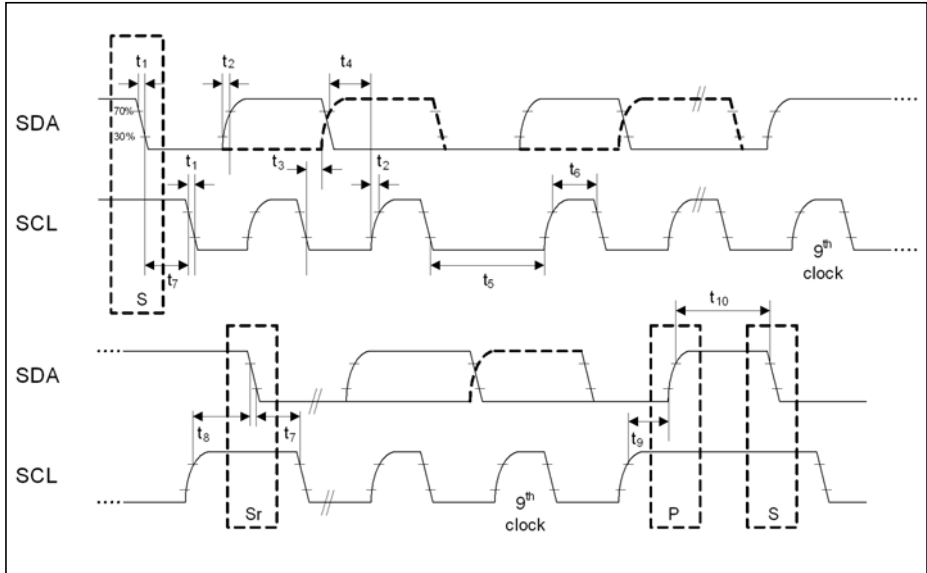 t1 t2 t4
70%
SDA
30%
t1 t3 t2 t6
SCL
t7 t5 9th
clock
S
t10
SDA
t8 t7 t9
SCL
Sr 9th P S
clock